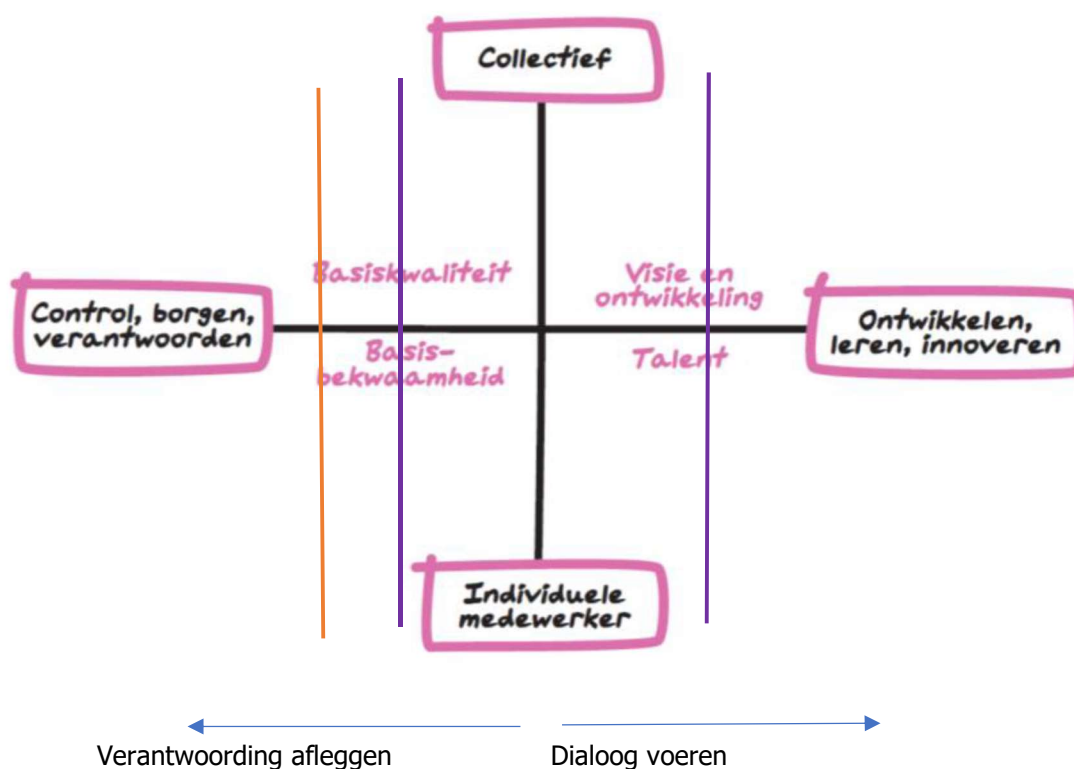 Collectief
Basiskwaliteit
Visie en
ontwikkeling
Control, borgen,
verantwoorden
Ontwikkelen,
leren, innoveren
Basis-
bekwaamheid
Talent
Individuele
medewerker
Verantwoording afleggen
Dialoog voeren